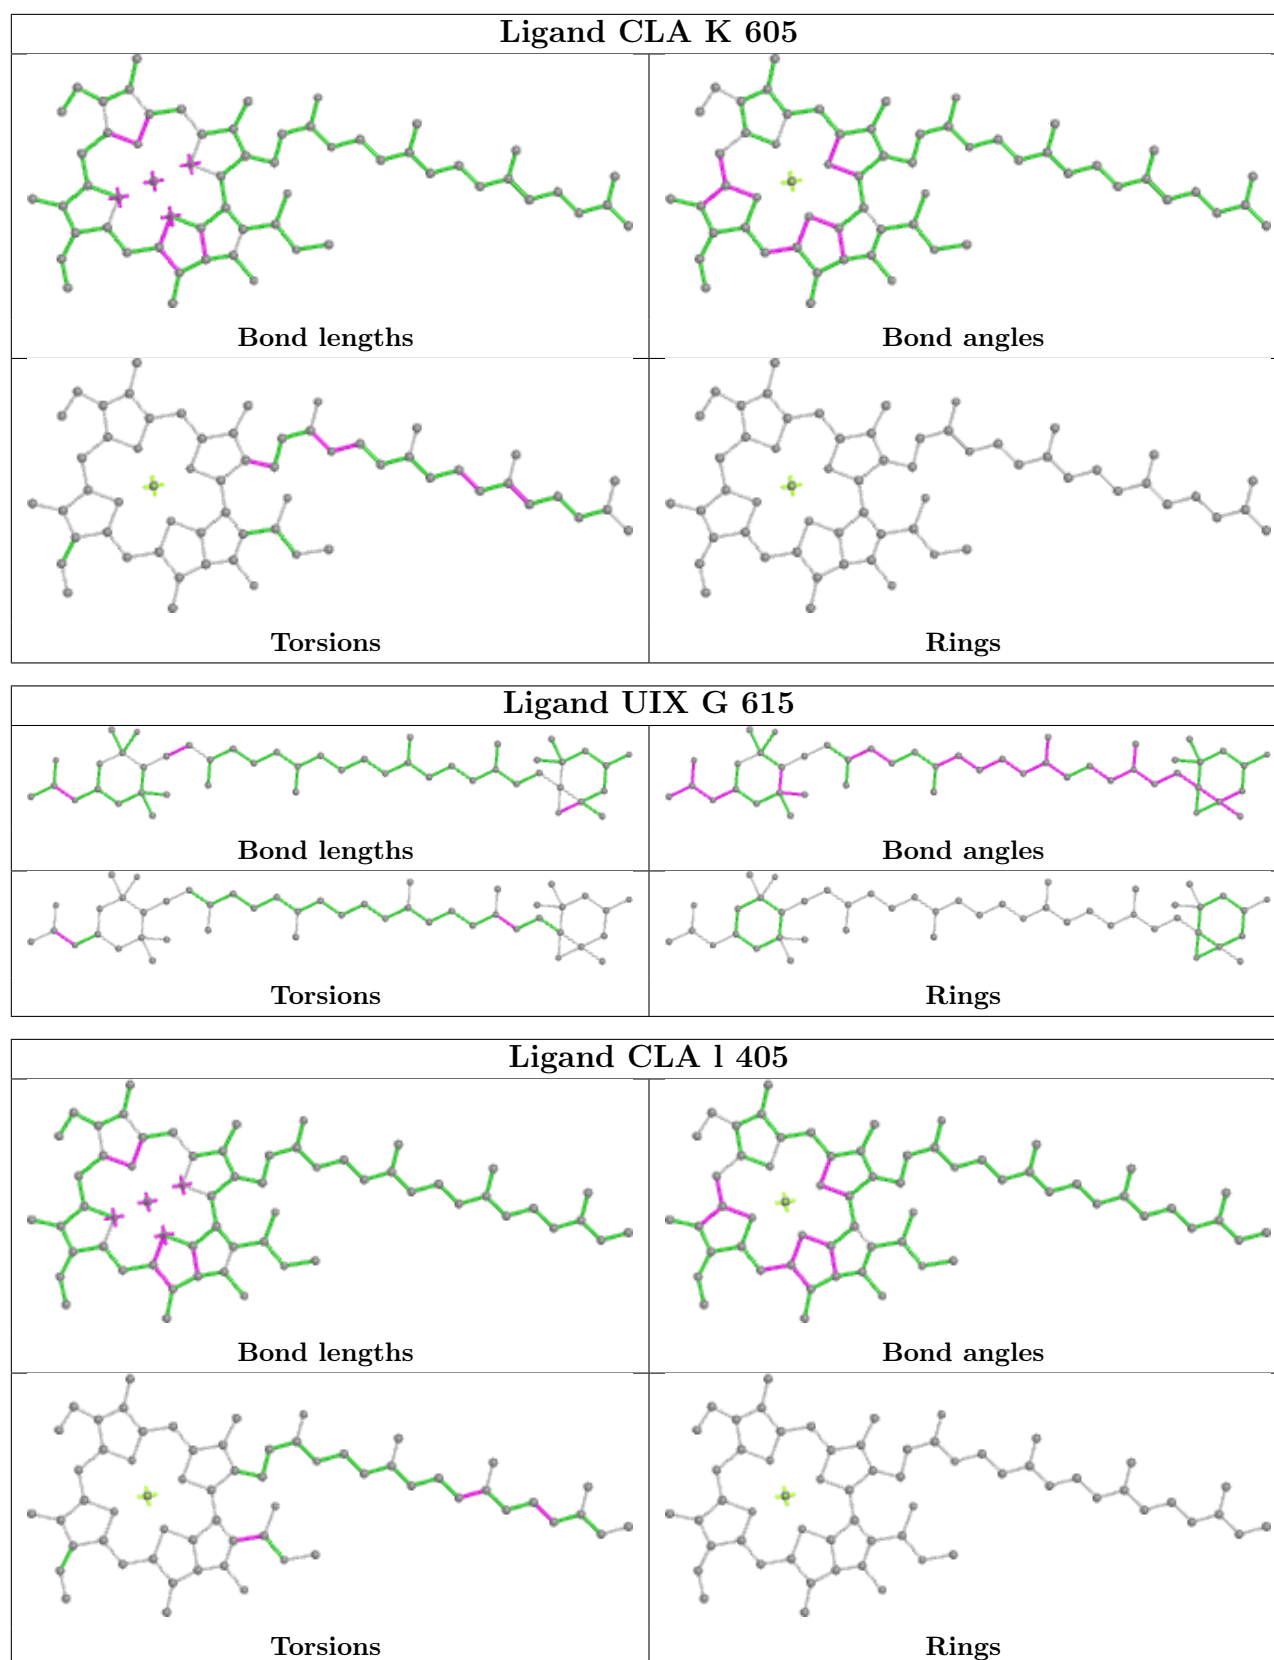 Ligand CLA K 605
Bond lengths
Bond angles
Torsions
Rings
Ligand UIX G 615
Bond lengths
Bond angles
Torsions
Rings
Ligand CLA l 405
Bond lengths
Bond angles
Torsions
Rings